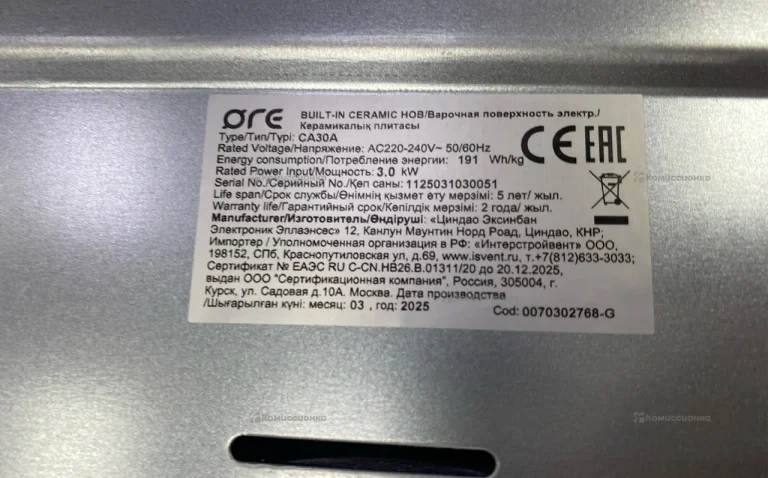 ØRE
BUILT-IN CERAMIC HOB/Варочная поверхность электр./
Керамикалық плитасы
Type/Тип/Түрі: CA30A
Rated Voltage/Напряжение: AC220-240V~ 50/60Hz
Energy consumption/Потребление энергии: 191 Wh/kg
Rated Power Input/Мощность: 3.0 kW
Serial No./Серийный No./Қеп саны: 1125031030051
Life span/Срок службы/Өнімнің қызмет ету мерзімі: 5 лет/ жыл.
Warranty life/Гарантийный срок/Кепілдік мерзімі: 2 года/ жыл.
Manufacturer/Изготовитель/Өндіруші: «Циндао Эксинбан
Электроник Эплаэнсес» 12, Канлун Маунтин Норд Роад, Циндао, КНР;
Импортер / Уполномоченная организация в РФ: «Интерстройвент» ООО,
198152, СПб, Краснопутиловская ул, д.69, www.isvent.ru, т.+7(812)633-3033;
Сертификат № ЕАЭС RU C-CN.HB26.B.01311/20 до 20.12.2025,
выдан ООО "Сертификационная компания", Россия, 305004, г.
Курск, ул. Садовая д.10А. Москва. Дата производства
/Шығарылған күні: месяц: 03 , год: 2025
Cod: 0070302768-G
CE EAC
Комиссионка
Комиссионка
Комиссионка
Комиссионка